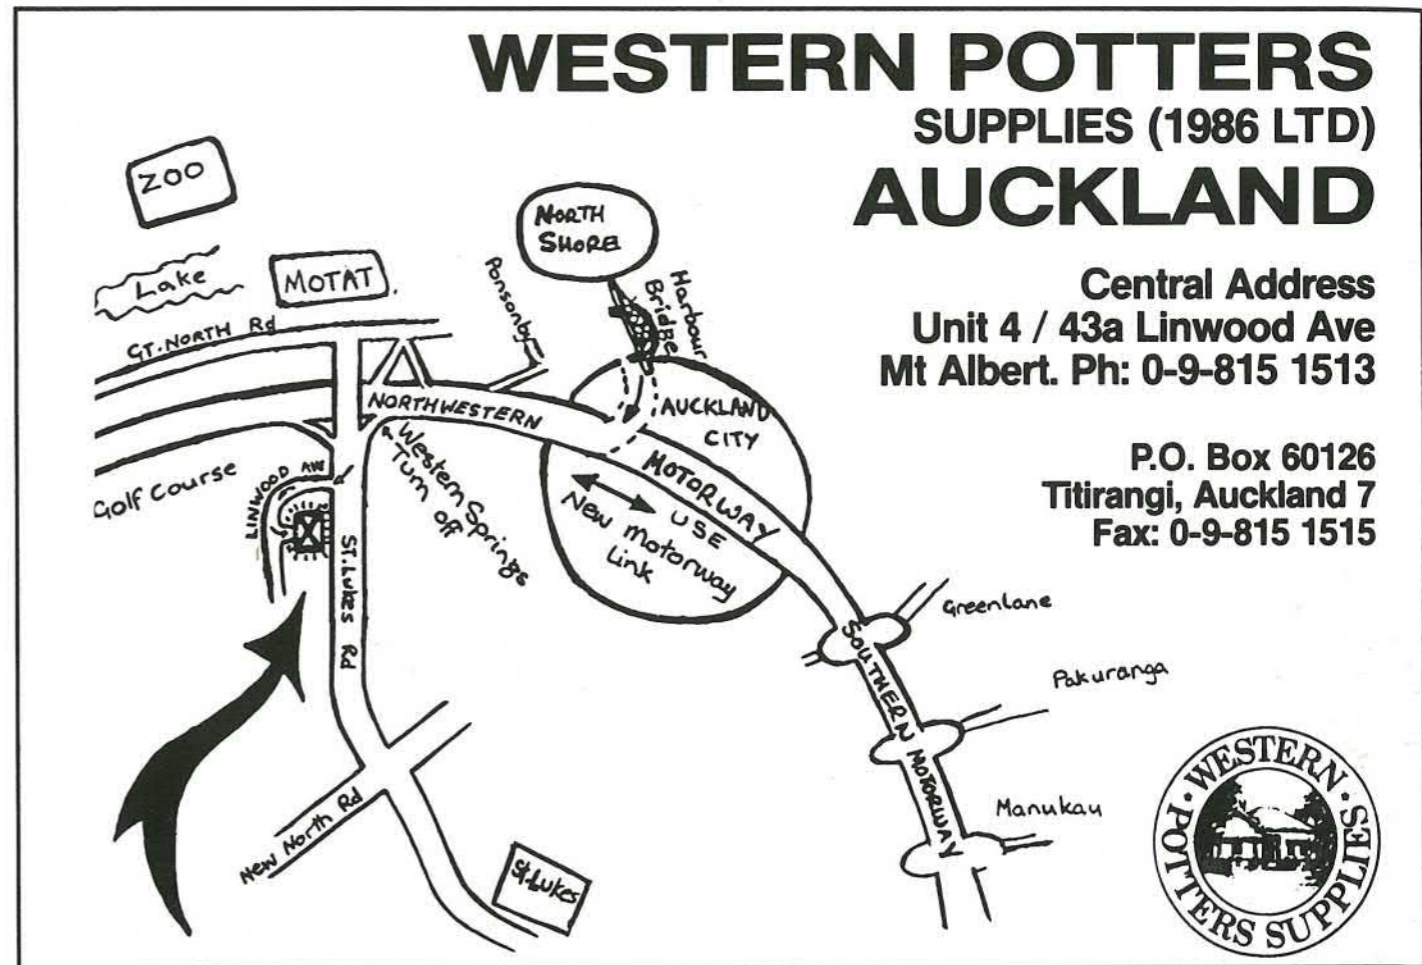 WESTERN POTTERS
SUPPLIES (1986 LTD)
AUCKLAND
Central Address
Unit 4 / 43a Linwood Ave
Mt Albert. Ph: 0-9-815 1513
P.O. Box 60126
Titirangi, Auckland 7
Fax: 0-9-815 1515
ZOO
Lake
MOTAT.
GT. NORTH Rd
NORTH
SHORE
Harbour
Bridge
Ponsonby
NORTHWESTERN
MOTORWAY
AUCKLAND
CITY
Western Springs
Turn off
Golf Course
LINWOOD AVE
ST. Lukes Rd
USE
New Motorway
Link
SOUTHERN MOTORWAY
Greenlane
Pakuranga
Manukau
New North Rd
St. Lukes
· WESTERN ·
POTTERS SUPPLIES